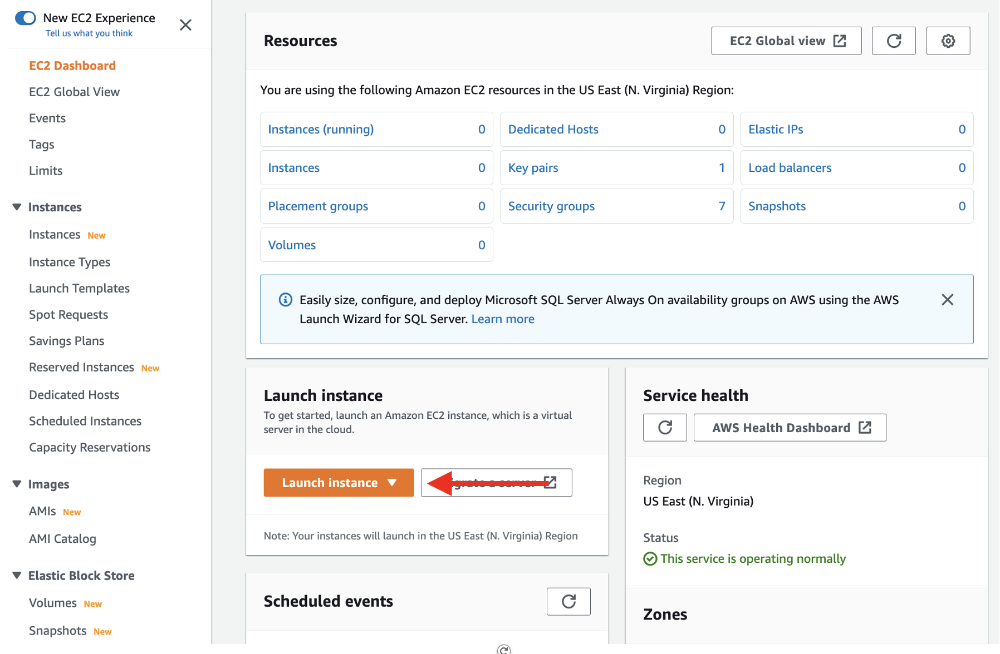 New EC2 Experience
Tell us what you think
EC2 Dashboard
EC2 Global View
Events
Tags
Limits
Instances
Instances New
Instance Types
Launch Templates
Spot Requests
Savings Plans
Reserved Instances New
Dedicated Hosts
Scheduled Instances
Capacity Reservations
Images
AMIs New
AMI Catalog
Elastic Block Store
Volumes New
Snapshots New
Resources
EC2 Global view
You are using the following Amazon EC2 resources in the US East (N. Virginia) Region:
Instances (running) 0
Dedicated Hosts 0
Elastic IPs 0
Instances 0
Key pairs 1
Load balancers 0
Placement groups 0
Security groups 7
Snapshots 0
Volumes 0
Easily size, configure, and deploy Microsoft SQL Server Always On availability groups on AWS using the AWS
Launch Wizard for SQL Server. Learn more
Launch instance
To get started, launch an Amazon EC2 instance, which is a virtual
server in the cloud.
Launch instance
a server
Note: Your instances will launch in the US East (N. Virginia) Region
Scheduled events
Service health
AWS Health Dashboard
Region
US East (N. Virginia)
Status
This service is operating normally
Zones